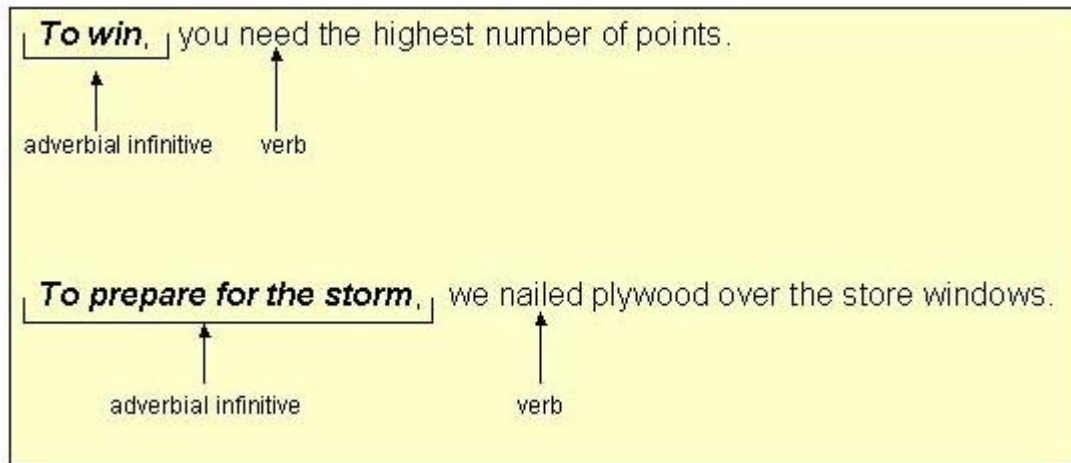 To win, you need the highest number of points.
adverbial infinitive verb
To prepare for the storm, we nailed plywood over the store windows.
adverbial infinitive verb